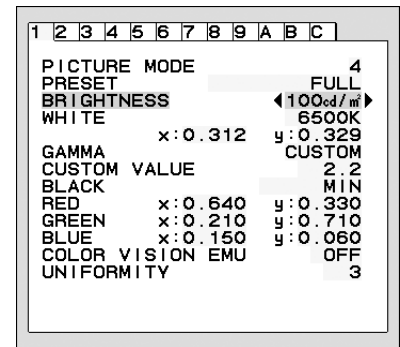 1 2 3 4 5 6 7 8 9 A B C
PICTURE MODE 4
PRESET FULL
BRIGHTNESS ◀100cd/㎡▶
WHITE 6500K
x:0.312 y:0.329
GAMMA CUSTOM
CUSTOM VALUE 2.2
BLACK MIN
RED x:0.640 y:0.330
GREEN x:0.210 y:0.710
BLUE x:0.150 y:0.060
COLOR VISION EMU OFF
UNIFORMITY 3